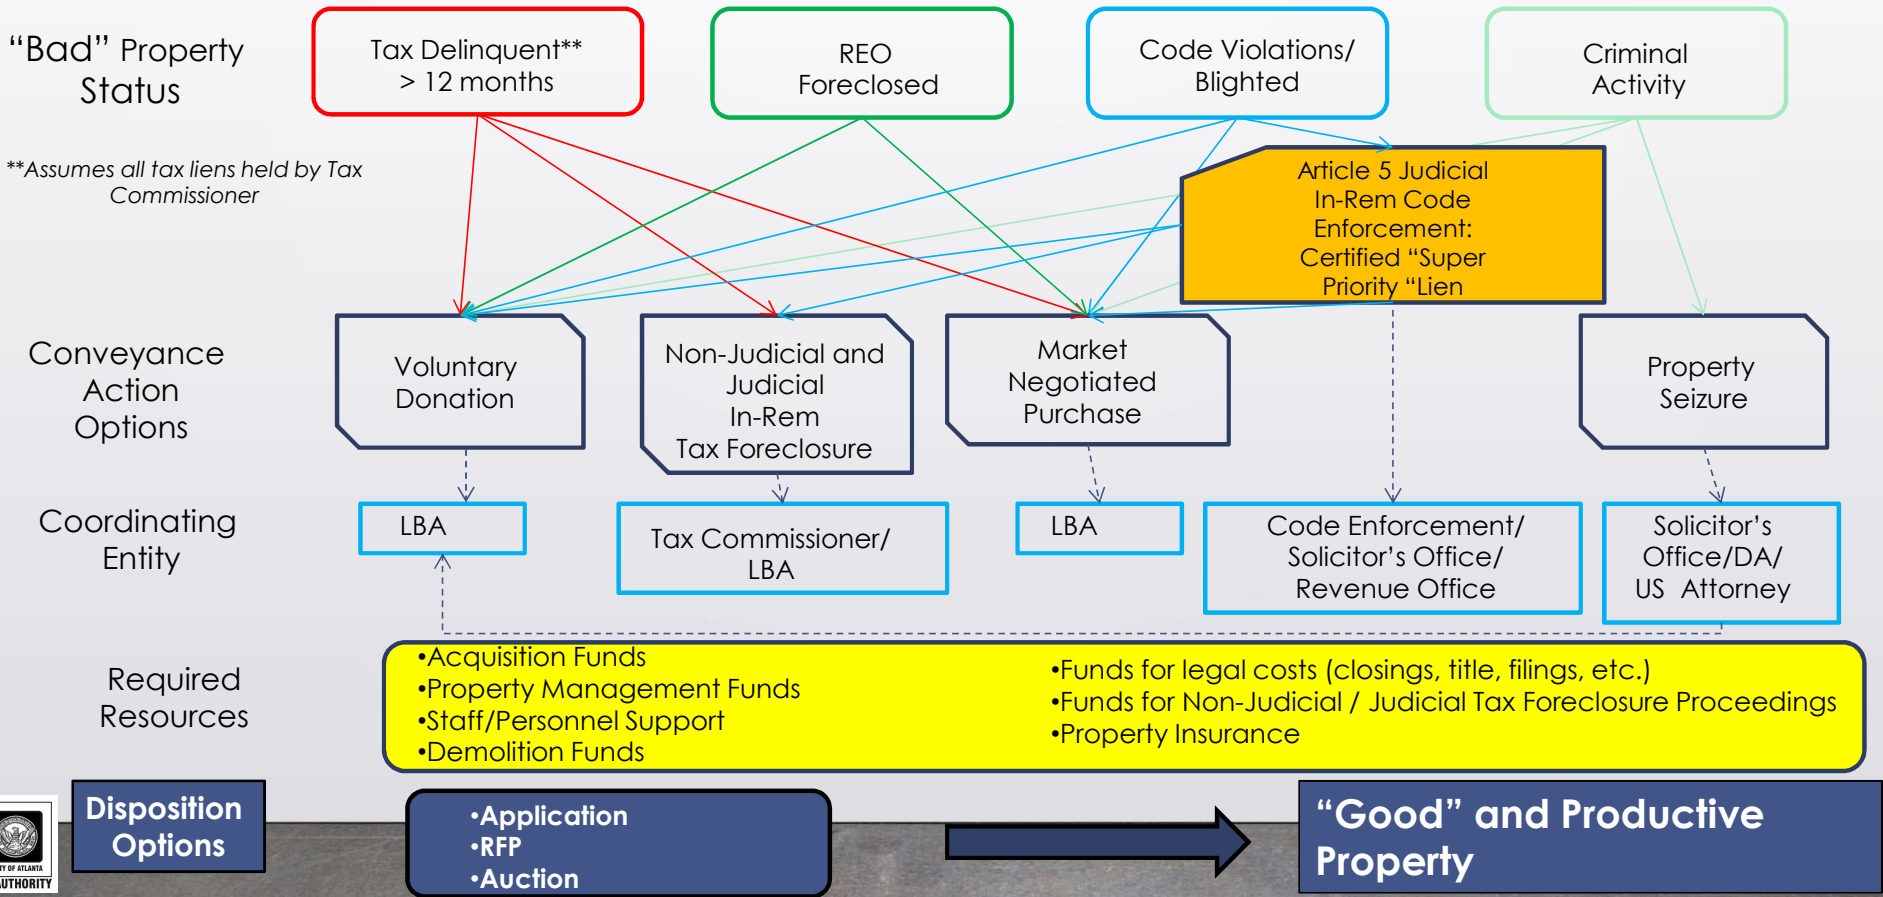 “Bad” Property
Status
Tax Delinquent**
> 12 months
REO
Foreclosed
Code Violations/
Blighted
Criminal
Activity
**Assumes all tax liens held by Tax
Commissioner
Article 5 Judicial
In-Rem Code
Enforcement:
Certified “Super
Priority “Lien
Conveyance
Action
Options
Voluntary
Donation
Non-Judicial and
Judicial
In-Rem
Tax Foreclosure
Market
Negotiated
Purchase
Property
Seizure
Coordinating
Entity
LBA
Tax Commissioner/
LBA
LBA
Code Enforcement/
Solicitor’s Office/
Revenue Office
Solicitor’s
Office/DA/
US Attorney
Required
Resources
•Acquisition Funds
•Property Management Funds
•Staff/Personnel Support
•Demolition Funds
•Funds for legal costs (closings, title, filings, etc.)
•Funds for Non-Judicial / Judicial Tax Foreclosure Proceedings
•Property Insurance
TY OF ATLANTA
AUTHORITY
Disposition
Options
•Application
•RFP
•Auction
“Good” and Productive
Property